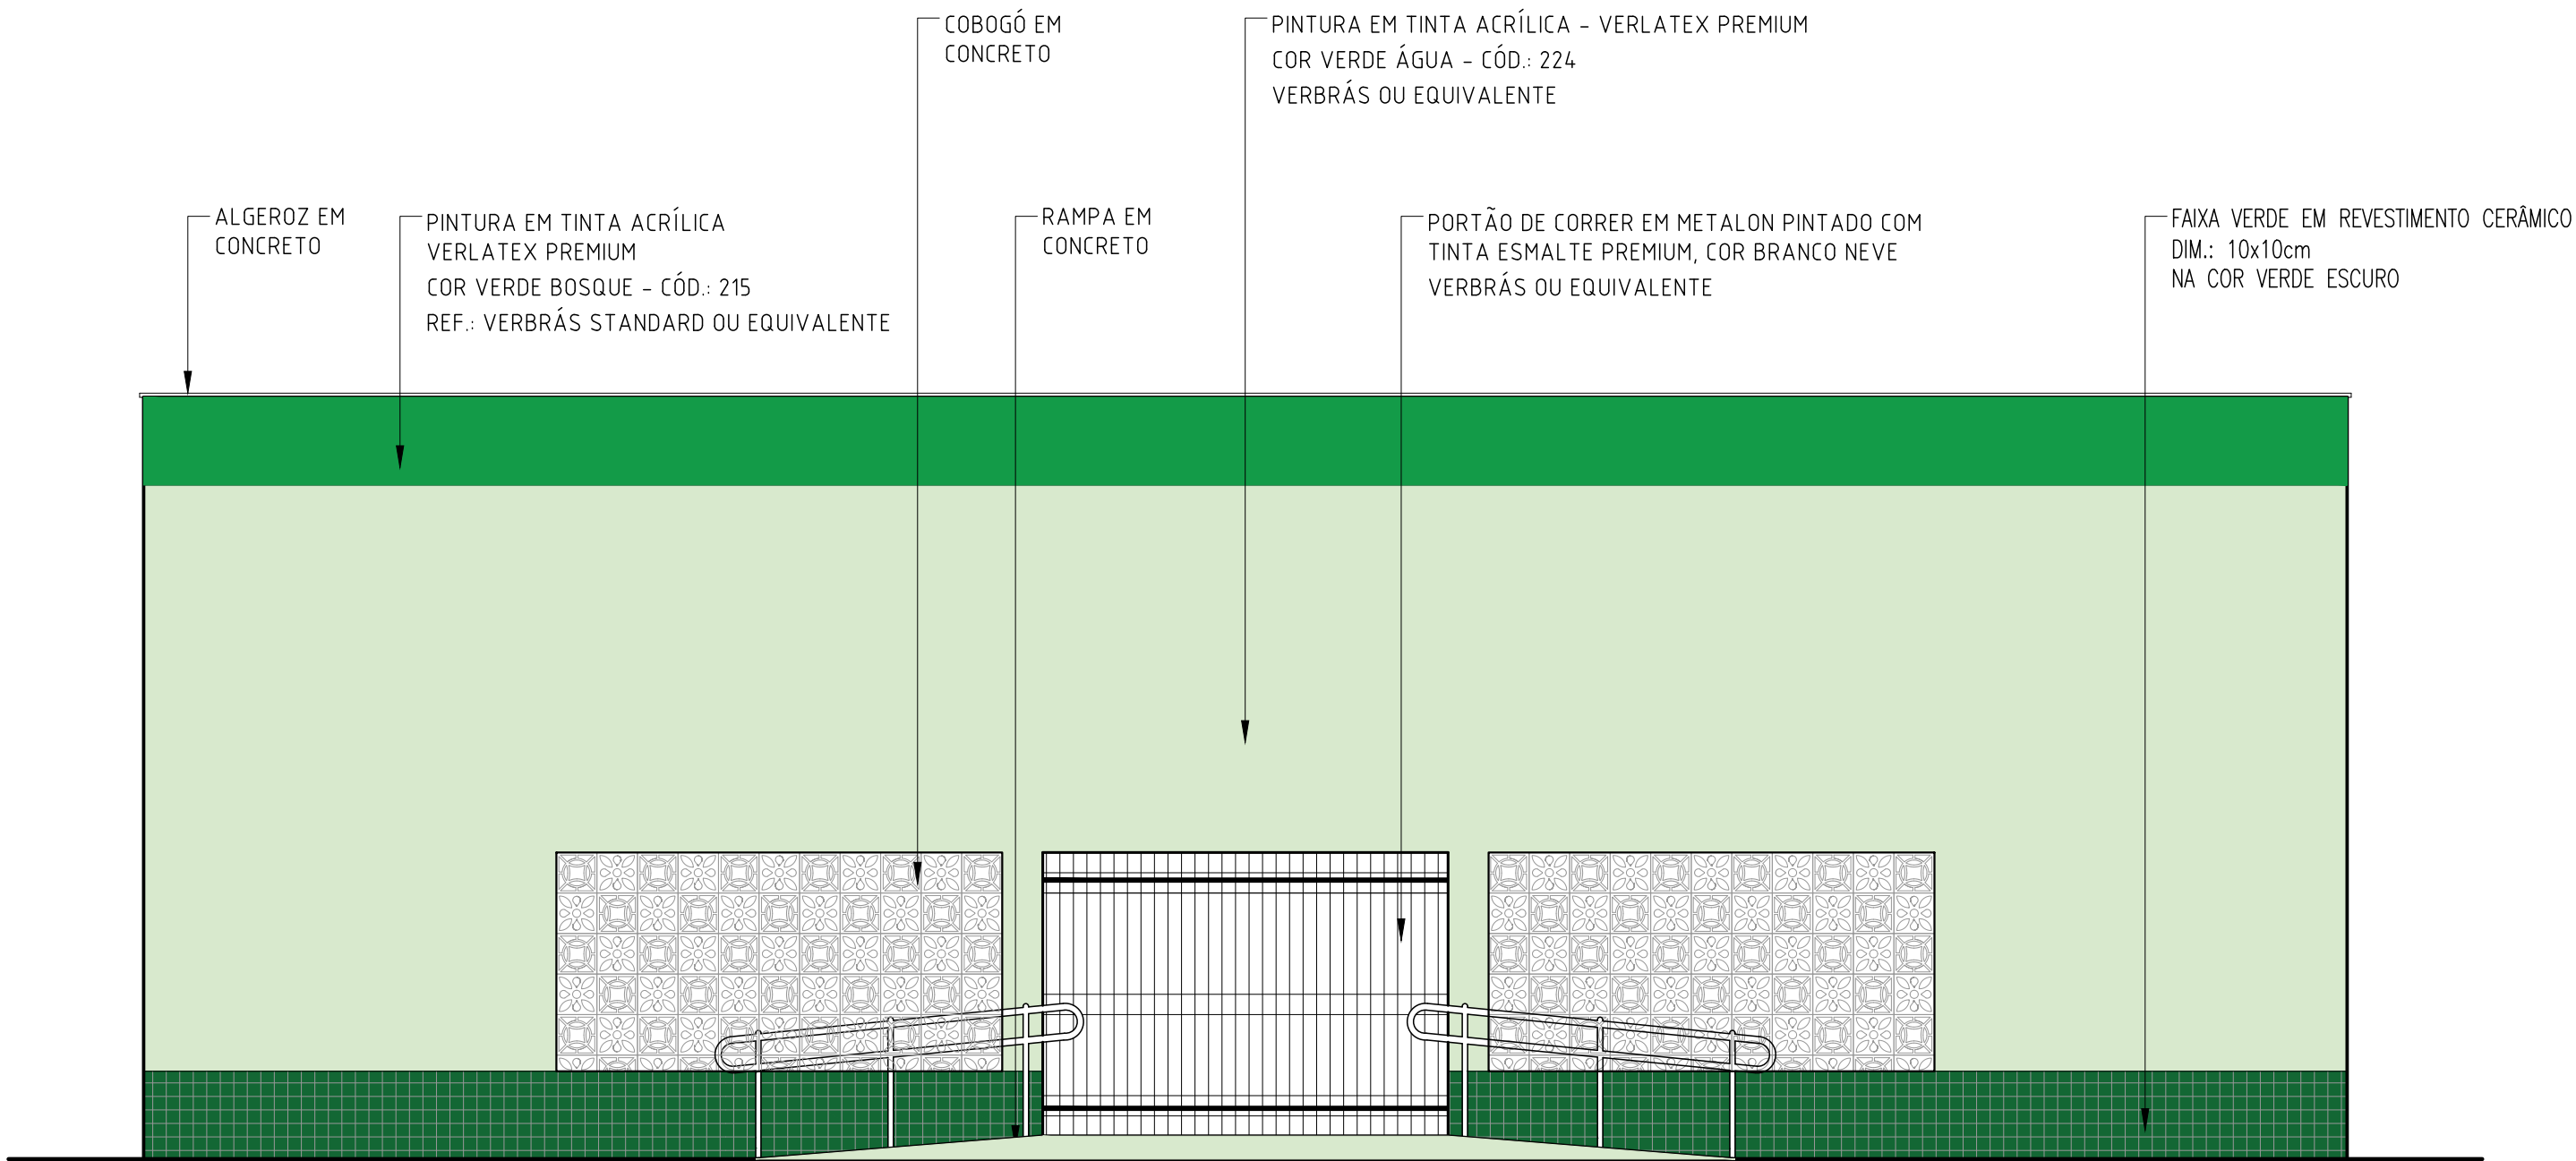 COBOGÓ EM
CONCRETO
PINTURA EM TINTA ACRÍLICA - VERLATEX PREMIUM
COR VERDE ÁGUA - CÓD.: 224
VERBRÁS OU EQUIVALENTE
ALGEROZ EM
CONCRETO
PINTURA EM TINTA ACRÍLICA
VERLATEX PREMIUM
COR VERDE BOSQUE - CÓD.: 215
REF.: VERBRÁS STANDARD OU EQUIVALENTE
RAMPA EM
CONCRETO
PORTÃO DE CORRER EM METALON PINTADO COM
TINTA ESMALTE PREMIUM, COR BRANCO NEVE
VERBRÁS OU EQUIVALENTE
FAIXA VERDE EM REVESTIMENTO CERÂMICO
DIM.: 10x10cm
NA COR VERDE ESCURO